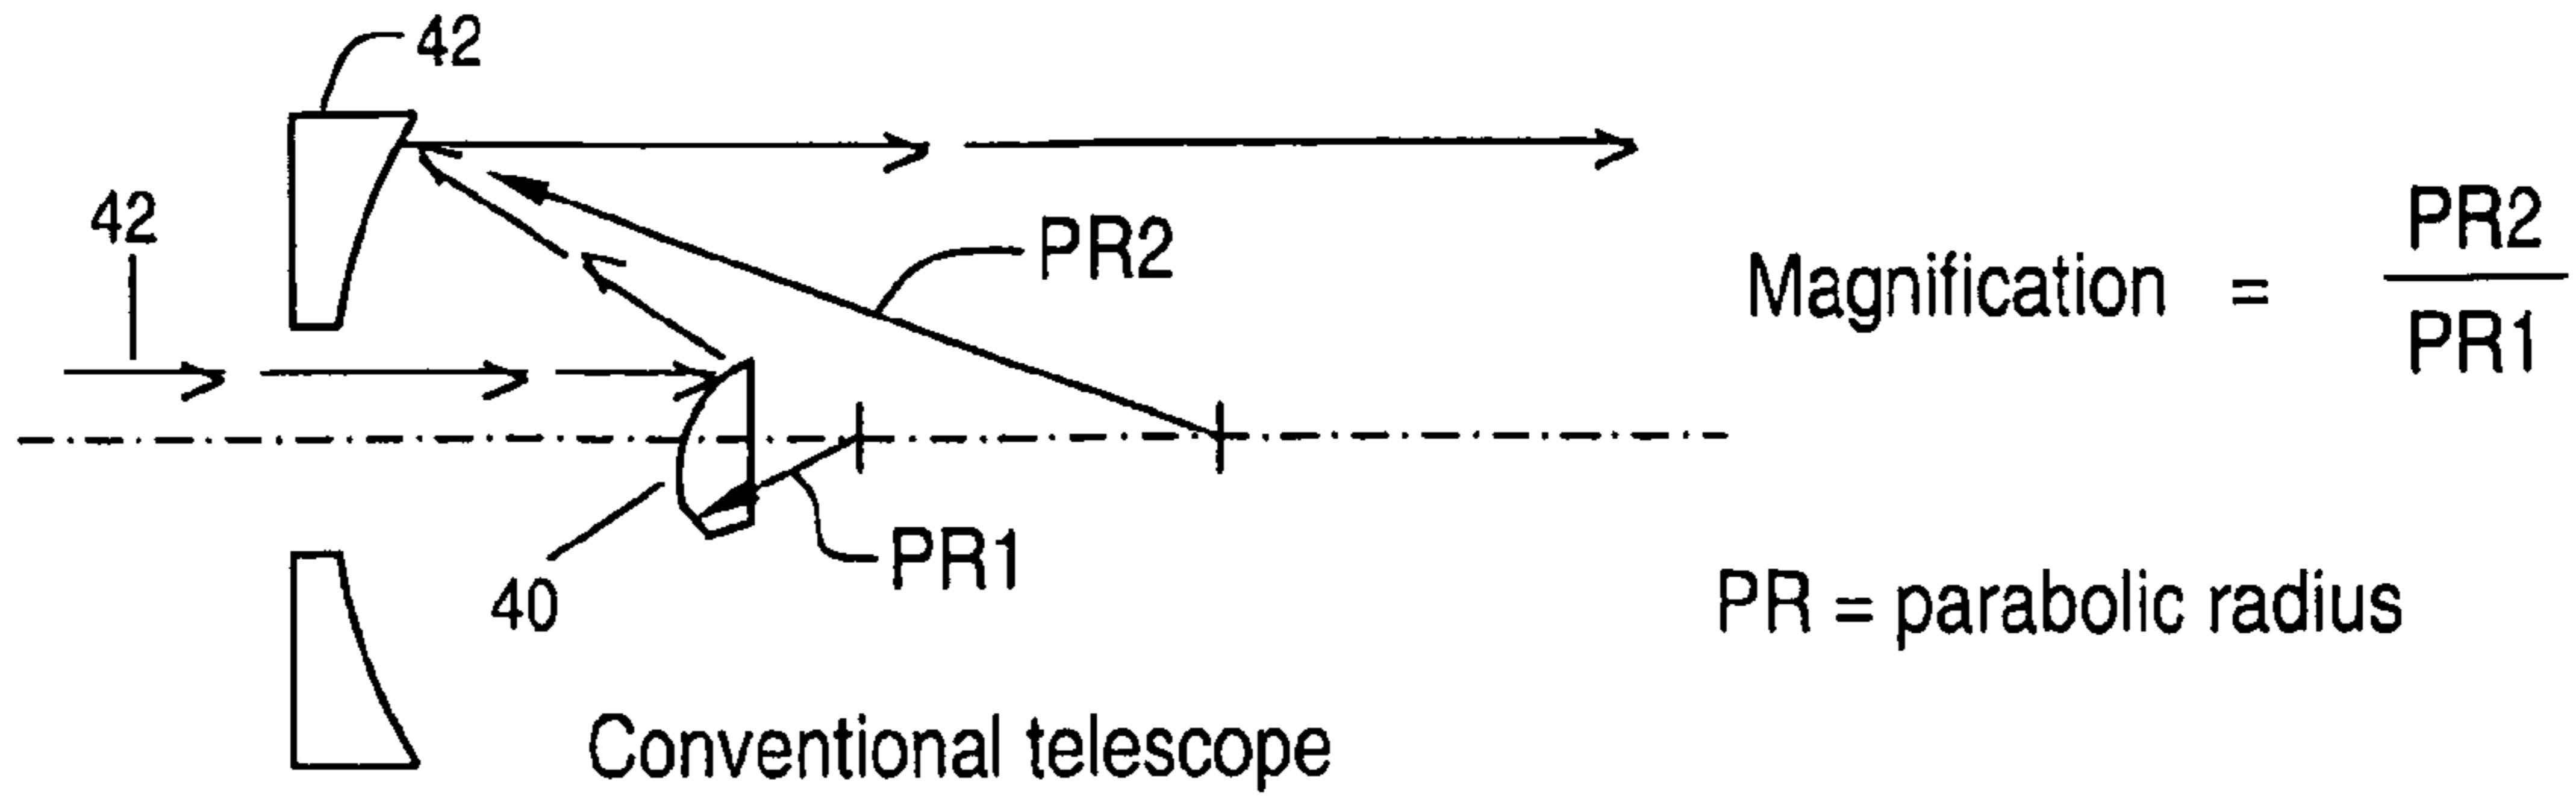 42
42
PR2
Magnification = PR2
PR1
PR1
40
PR = parabolic radius
Conventional telescope